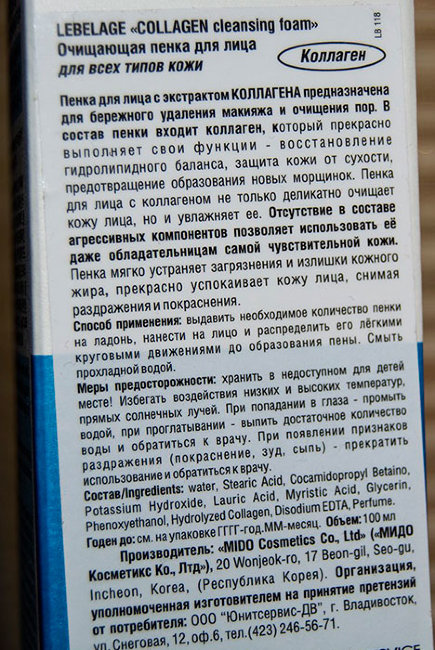 LEBELAGE «COLLAGEN cleansing foam»
Очищающая пенка для лица
для всех типов кожи
Коллаген
LB 118
Пенка для лица с экстрактом КОЛЛАГЕНА предназначена
для бережного удаления макияжа и очищения пор. В
состав пенки входит коллаген, который прекрасно
выполняет свои функции - восстановление
гидролипидного баланса, защита кожи от сухости,
предотвращение образования новых морщинок. Пенка
для лица с коллагеном не только деликатно очищает
кожу лица, но и увлажняет ее. Отсутствие в составе
агрессивных компонентов позволяет использовать её
даже обладательницам самой чувствительной кожи.
Пенка мягко устраняет загрязнения и излишки кожного
жира, прекрасно успокаивает кожу лица, снимая
раздражения и покраснения.
Способ применения: выдавить необходимое количество пенки
на ладонь, нанести на лицо и распределить его лёгкими
круговыми движениями до образования пены. Смыть
прохладной водой.
Меры предосторожности: хранить в недоступном для детей
месте! Избегать воздействия низких и высоких температур,
прямых солнечных лучей. При попадании в глаза - промыть
водой, при проглатывании - выпить достаточное количество
воды и обратиться к врачу. При появлении признаков
раздражения (покраснение, зуд, сыпь) - прекратить
использование и обратиться к врачу.
Состав/Ingredients: water, Stearic Acid, Cocamidopropyl Betaino,
Potassium Hydroxide, Lauric Acid, Myristic Acid, Glycerin,
Phenoxyethanol, Hydrolyzed Collagen, Disodium EDTA, Perfume.
Годен до: см. на упаковке ГГГГ-год.ММ-месяц. Объем: 100 мл
Производитель: «MIDO Cosmetics Co., Ltd» («МИДО
Косметикс Ко., Лтд»), 20 Wonjeok-ro, 17 Beon-gil, Seo-gu,
Incheon, Korea, (Республика Корея). Организация,
уполномоченная изготовителем на принятие претензий
от потребителя: ООО "Юнитсервис-ДВ", г. Владивосток,
ул. Снеговая, 12, оф.6, тел.(423) 246-56-71.